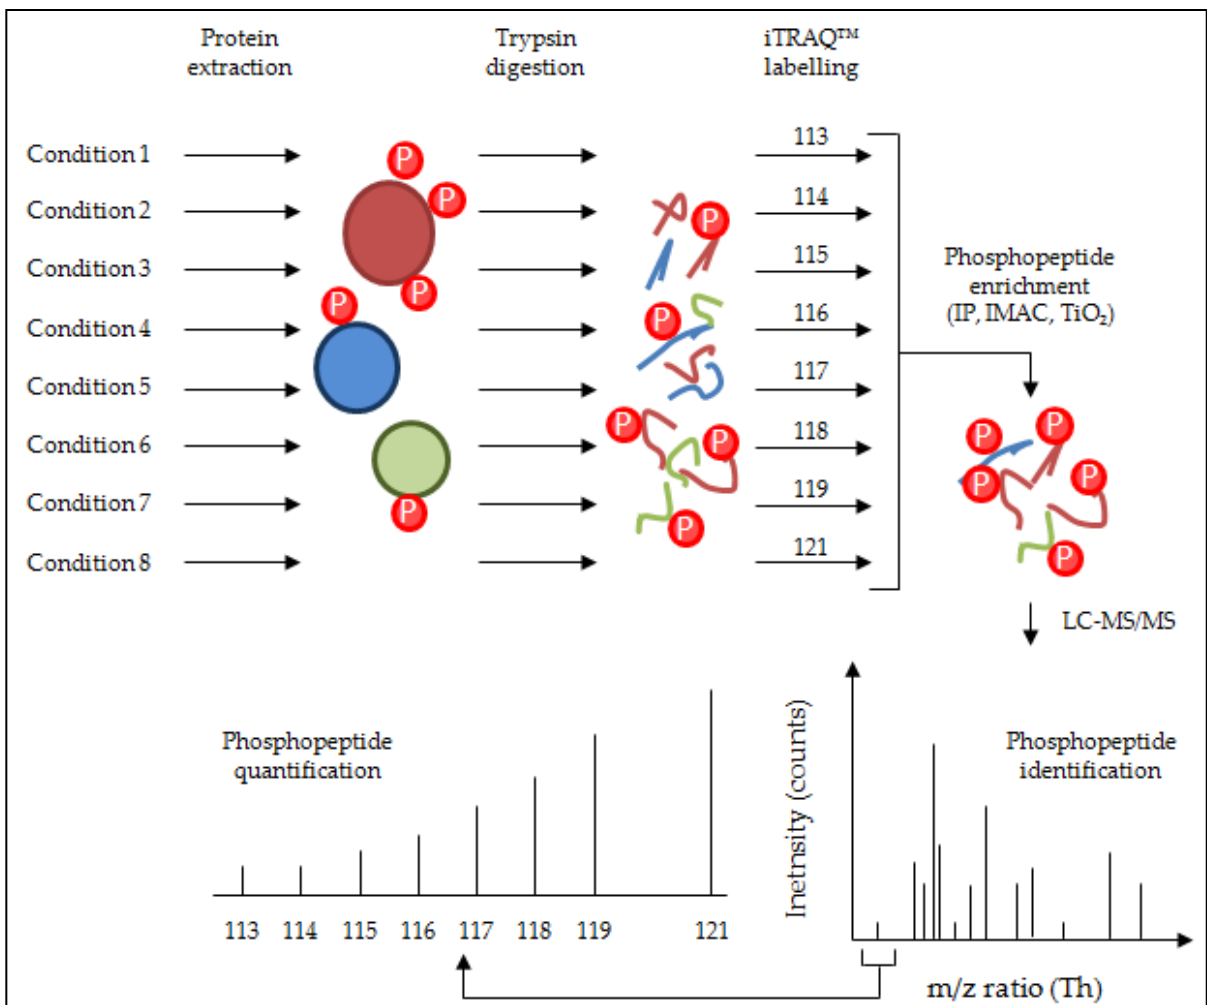 Protein
extraction
Trypsin
digestion
iTRAQ™
labelling
Condition 1
Condition 2
Condition 3
Condition 4
Condition 5
Condition 6
Condition 7
Condition 8
P
P
P
P
P
P
P
P
P
P
113
114
115
116
117
118
119
121
Phosphopeptide
enrichment
(IP, IMAC, TiO₂)
P
P
P
P
P
LC-MS/MS
Phosphopeptide
quantification
113 114 115 116 117 118 119 121
Inetnsity (counts)
Phosphopeptide
identification
m/z ratio (Th)